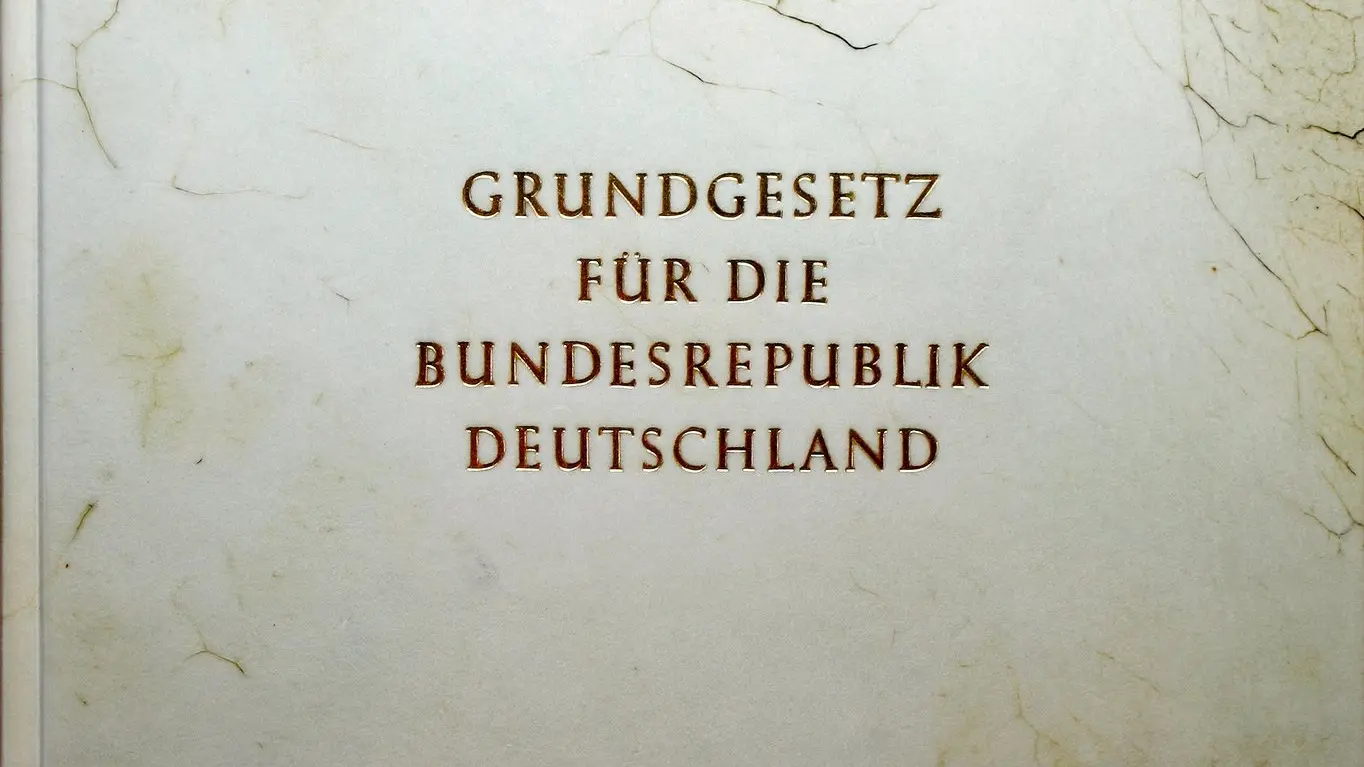 GRUNDGESETZ
FÜR DIE
BUNDESREPUBLIK
DEUTSCHLAND